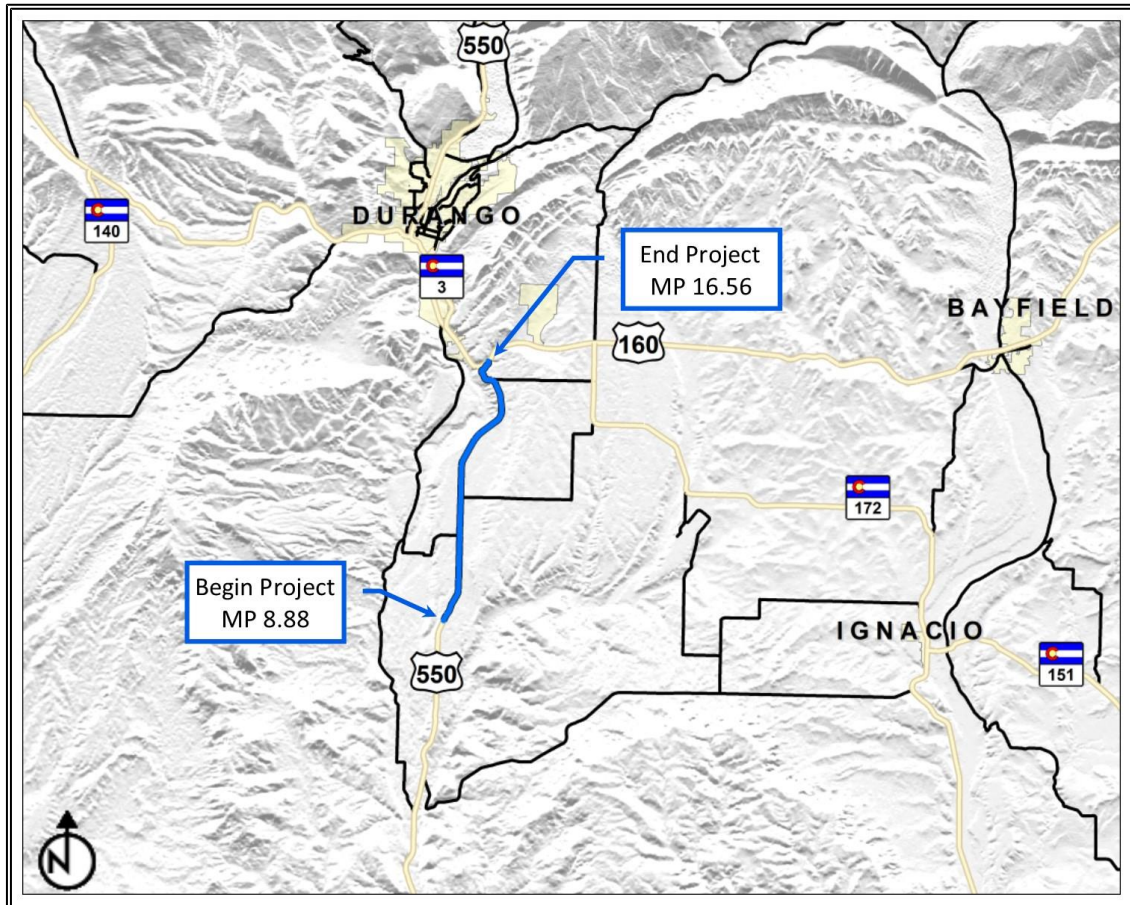 550
DURANGO
140
3
End Project
MP 16.56
BAYFIELD
160
172
Begin Project
MP 8.88
IGNACIO
550
151
N